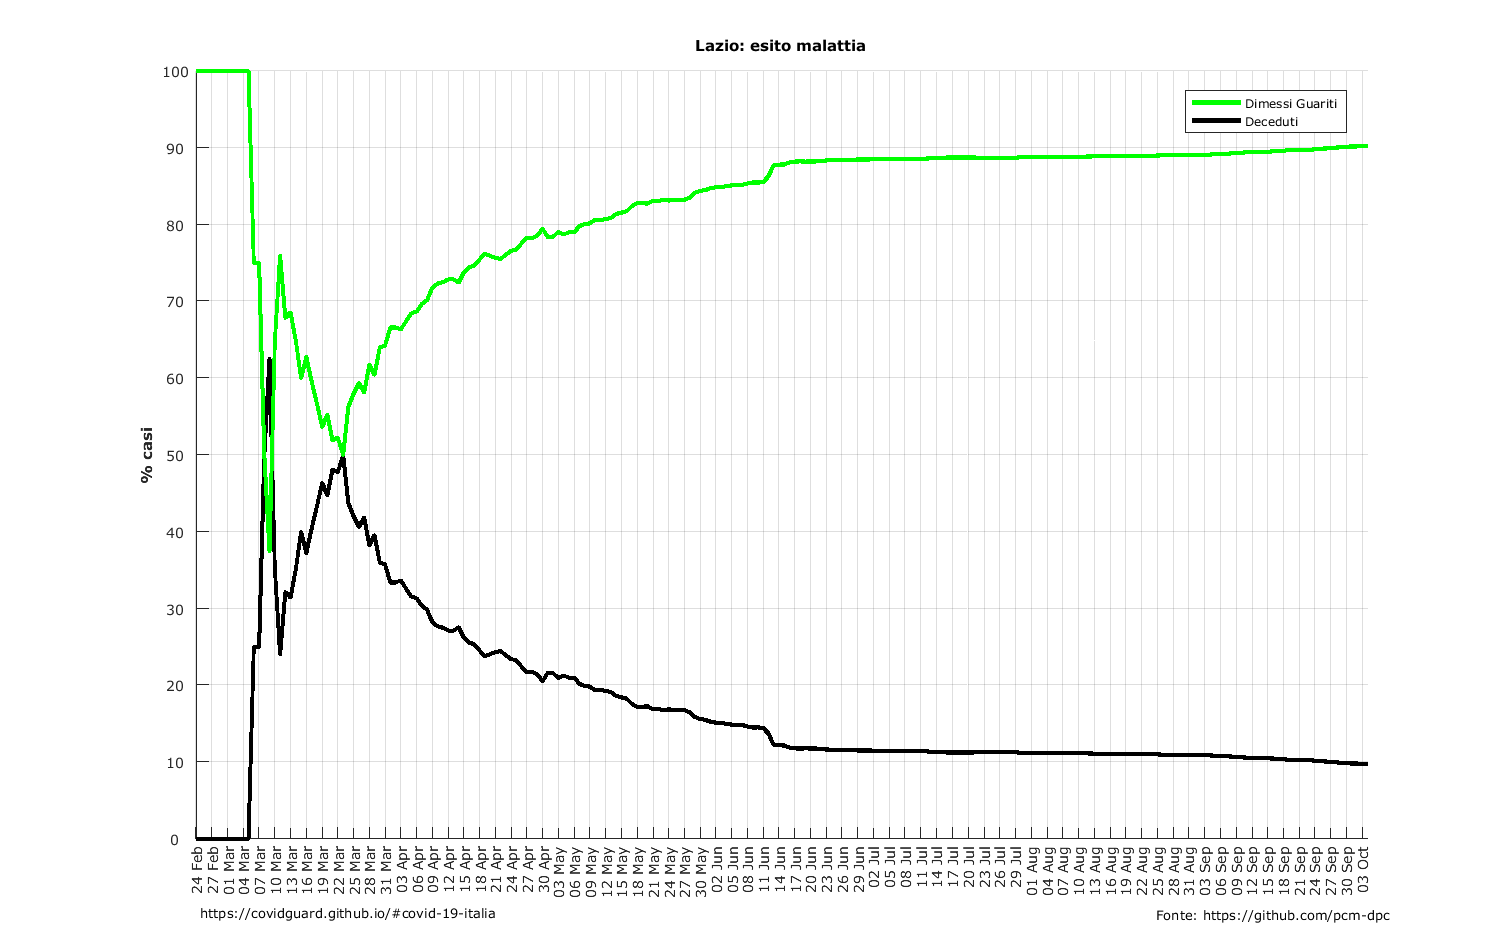 Lazio: esito malattia
Dimessi Guariti
Deceduti
% casi
100
90
80
70
60
50
40
30
20
10
0
24 Feb
27 Feb
01 Mar
04 Mar
07 Mar
10 Mar
13 Mar
16 Mar
19 Mar
22 Mar
25 Mar
28 Mar
31 Mar
03 Apr
06 Apr
09 Apr
12 Apr
15 Apr
18 Apr
21 Apr
24 Apr
27 Apr
30 Apr
03 May
06 May
09 May
12 May
15 May
18 May
21 May
24 May
27 May
30 May
02 Jun
05 Jun
08 Jun
11 Jun
14 Jun
17 Jun
20 Jun
23 Jun
26 Jun
29 Jun
02 Jul
05 Jul
08 Jul
11 Jul
14 Jul
17 Jul
20 Jul
23 Jul
26 Jul
29 Jul
01 Aug
04 Aug
07 Aug
10 Aug
13 Aug
16 Aug
19 Aug
22 Aug
25 Aug
28 Aug
31 Aug
03 Sep
06 Sep
09 Sep
12 Sep
15 Sep
18 Sep
21 Sep
24 Sep
27 Sep
30 Sep
03 Oct
https://covidguard.github.io/#covid-19-italia
Fonte: https://github.com/pcm-dpc